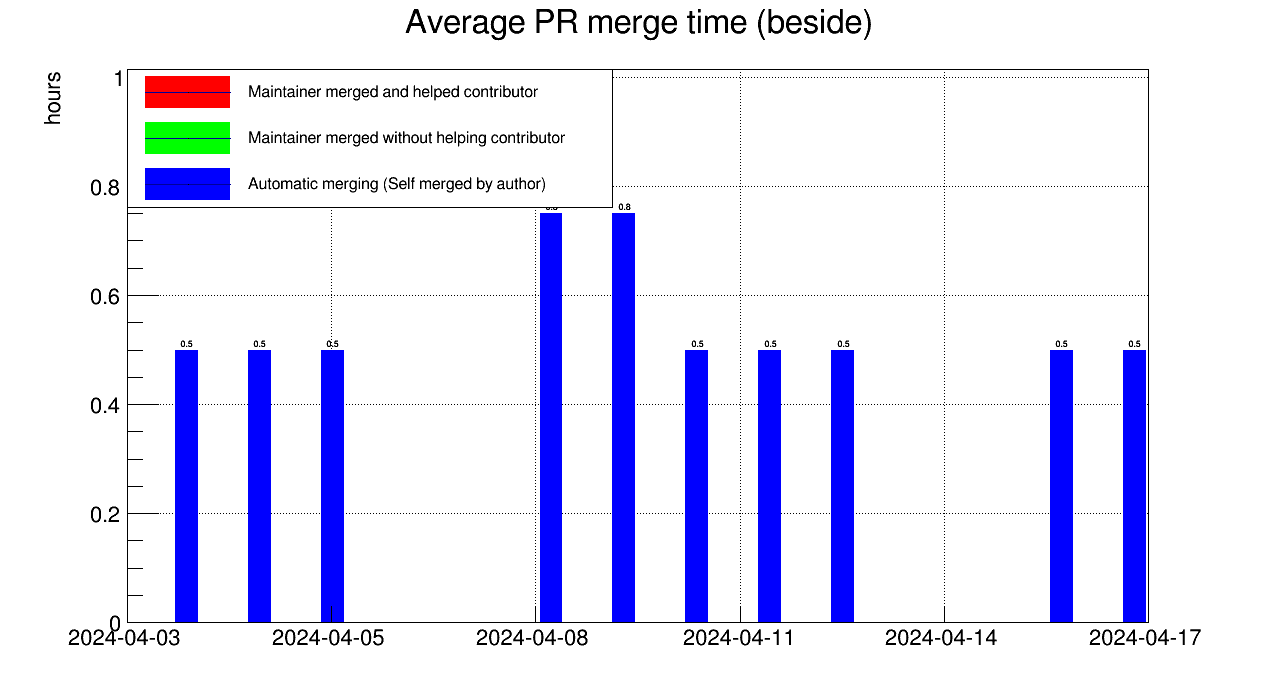 Average PR merge time (beside)
hours
1
Maintainer merged and helped contributor
Maintainer merged without helping contributor
0.8
Automatic merging (Self merged by author)
0.8
0.6
0.5 0.5 0.5 0.5 0.5 0.5 0.5 0.5
0.4
0.2
0
2024-04-03 2024-04-05 2024-04-08 2024-04-11 2024-04-14 2024-04-17